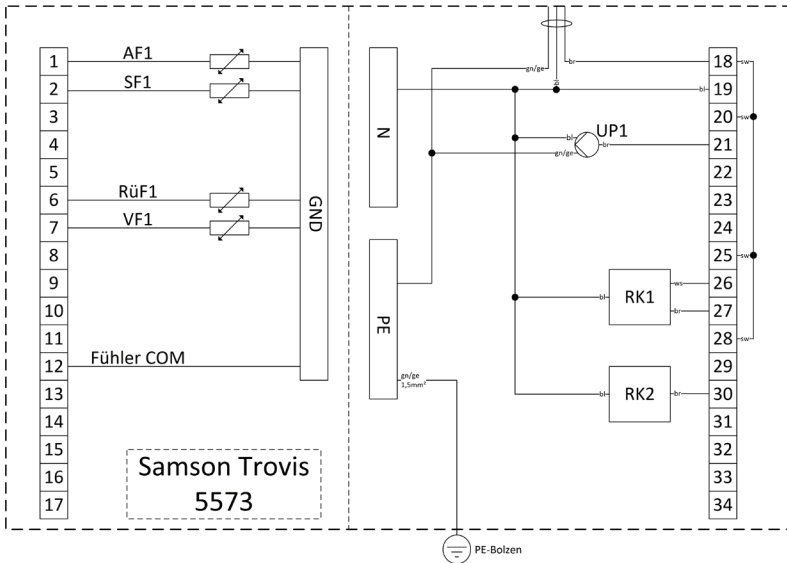 1
2
3
4
5
6
7
8
9
10
11
12
13
14
15
16
17
AF1
SF1
RüF1
VF1
Fühler COM
GND
Samson Trovis
5573
N
PE
gn/ge
bl
br
bl
gn/ge
UP1
br
bl
RK1
ws
br
bl
RK2
br
gn/ge
1,5mm²
PE-Bolzen
bl
18
19
20
21
22
23
24
25
26
27
28
29
30
31
32
33
34
sw
sw
sw
sw